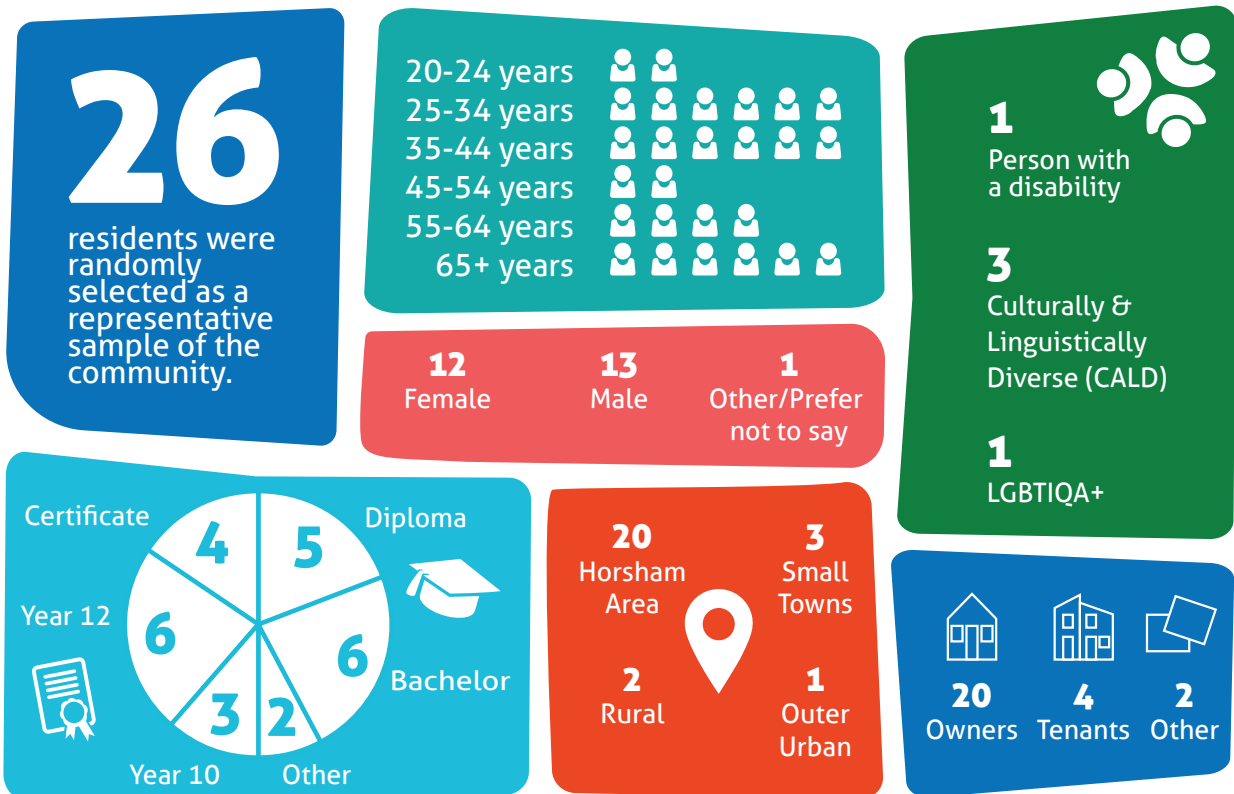 26
residents were
randomly
selected as a
representative
sample of the
community.
20-24 years
25-34 years
35-44 years
45-54 years
55-64 years
65+ years
12
Female
13
Male
1
Other/Prefer
not to say
1
Person with
a disability
3
Culturally &
Linguistically
Diverse (CALD)
1
LGBTIQA+
Certificate
4
5
Diploma
Year 12
6
6
Bachelor
3
2
Year 10
Other
20
Horsham
Area
3
Small
Towns
2
Rural
1
Outer
Urban
20
Owners
4
Tenants
2
Other